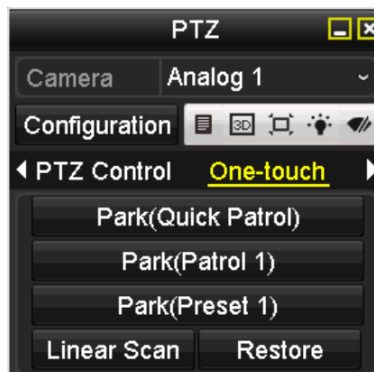 PTZ
Camera Analog 1
Configuration 3D
PTZ Control One-touch
Park(Quick Patrol)
Park(Patrol 1)
Park(Preset 1)
Linear Scan Restore